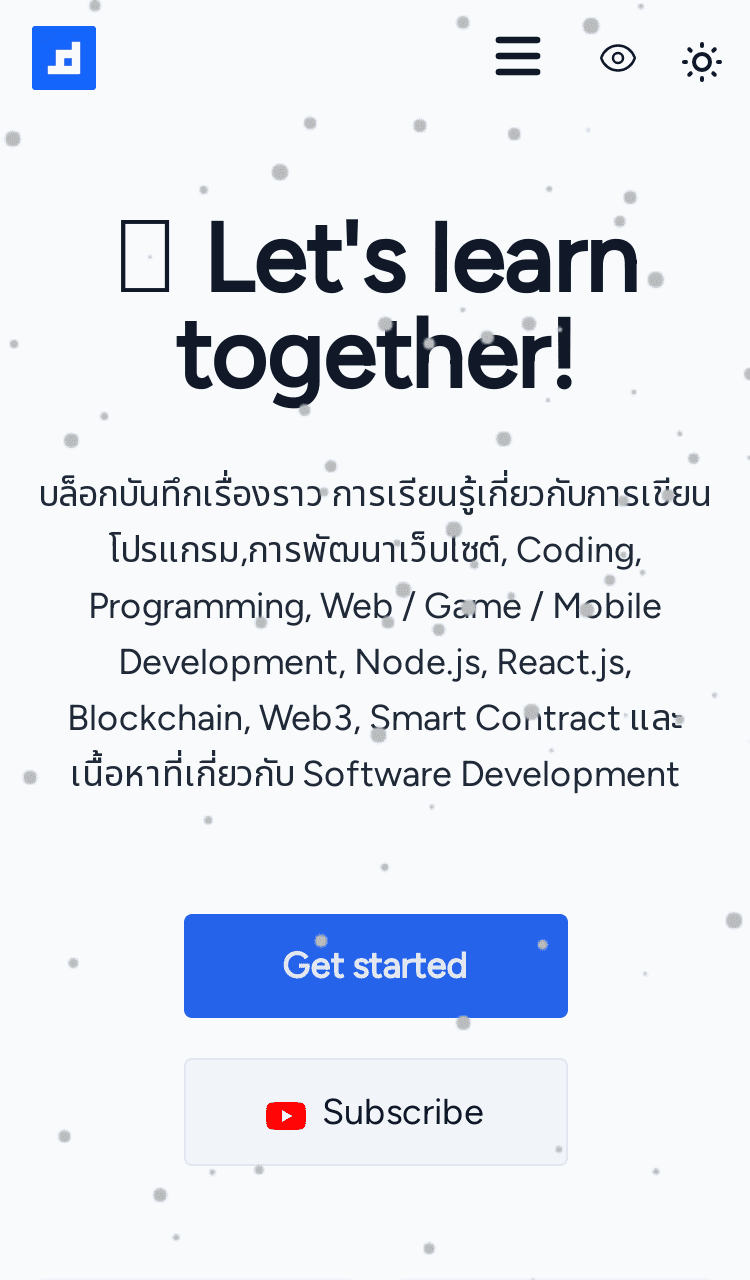 Let's learn
together!
บล็อกบันทึกเรื่องราว การเรียนรู้เกี่ยวกับการเขียน
โปรแกรม,การพัฒนาเว็บไซต์, Coding,
Programming, Web / Game / Mobile
Development, Node.js, React.js,
Blockchain, Web3, Smart Contract และ
เนื้อหาที่เกี่ยวกับ Software Development
Get started
Subscribe